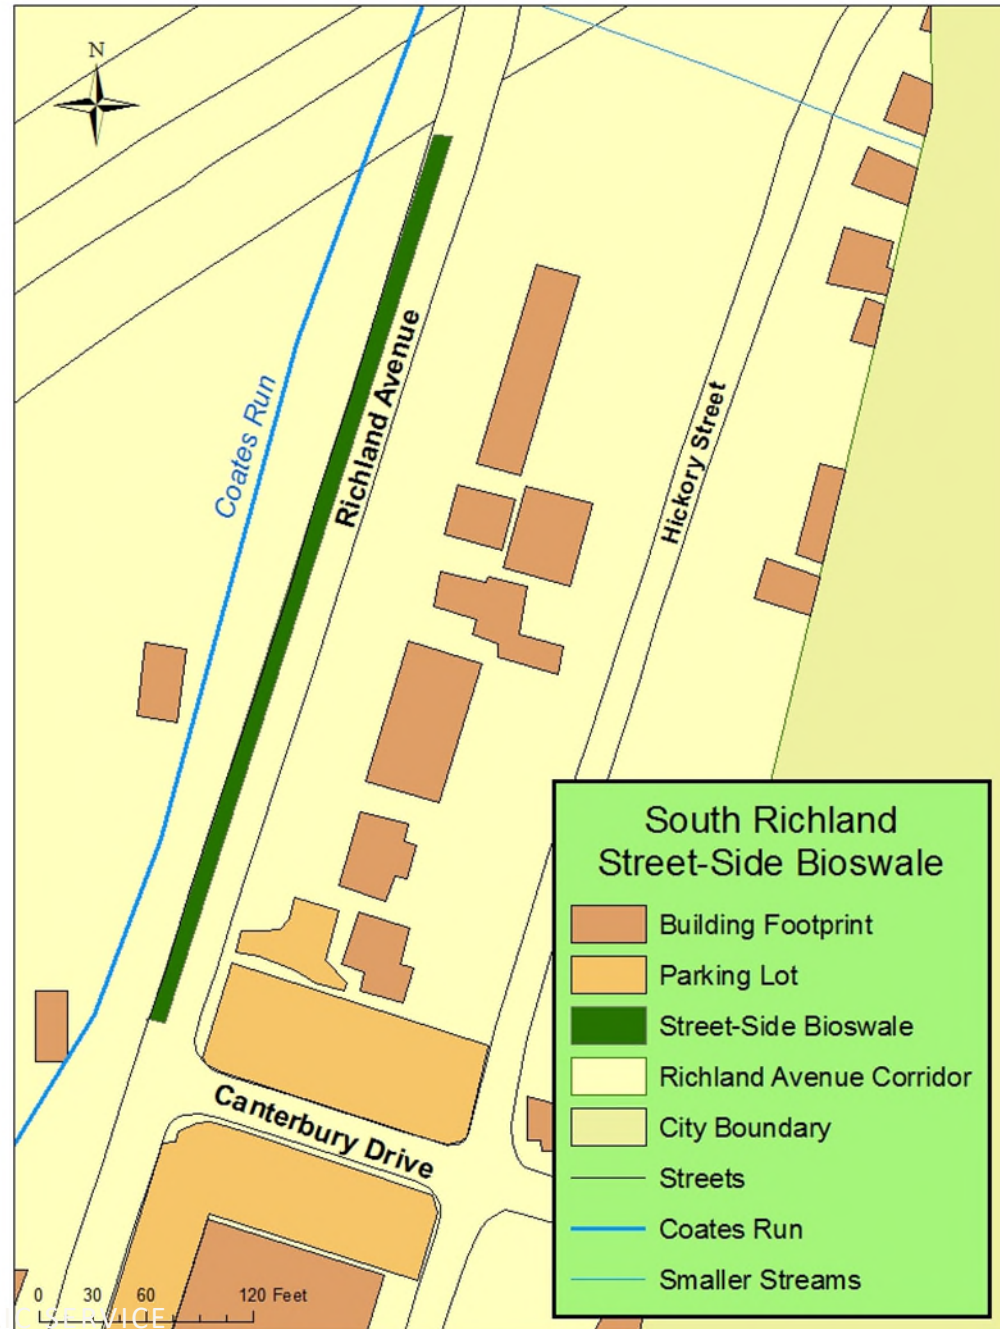 N
Coates Run
Richland Avenue
Hickory Street
Canterbury Drive
South Richland
Street-Side Bioswale
Building Footprint
Parking Lot
Street-Side Bioswale
Richland Avenue Corridor
City Boundary
Streets
Coates Run
Smaller Streams
0 30 60 120 Feet
SERVICE